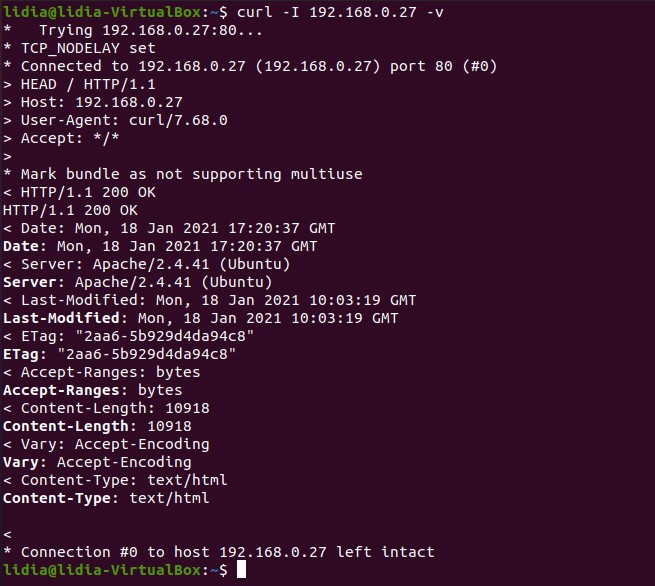 lidia@lidia-VirtualBox:~$ curl -I 192.168.0.27 -v
*   Trying 192.168.0.27:80...
* TCP_NODELAY set
* Connected to 192.168.0.27 (192.168.0.27) port 80 (#0)
> HEAD / HTTP/1.1
> Host: 192.168.0.27
> User-Agent: curl/7.68.0
> Accept: */*
>
* Mark bundle as not supporting multiuse
< HTTP/1.1 200 OK
HTTP/1.1 200 OK
< Date: Mon, 18 Jan 2021 17:20:37 GMT
Date: Mon, 18 Jan 2021 17:20:37 GMT
< Server: Apache/2.4.41 (Ubuntu)
Server: Apache/2.4.41 (Ubuntu)
< Last-Modified: Mon, 18 Jan 2021 10:03:19 GMT
Last-Modified: Mon, 18 Jan 2021 10:03:19 GMT
< ETag: "2aa6-5b929d4da94c8"
ETag: "2aa6-5b929d4da94c8"
< Accept-Ranges: bytes
Accept-Ranges: bytes
< Content-Length: 10918
Content-Length: 10918
< Vary: Accept-Encoding
Vary: Accept-Encoding
< Content-Type: text/html
Content-Type: text/html

<
* Connection #0 to host 192.168.0.27 left intact
lidia@lidia-VirtualBox:~$